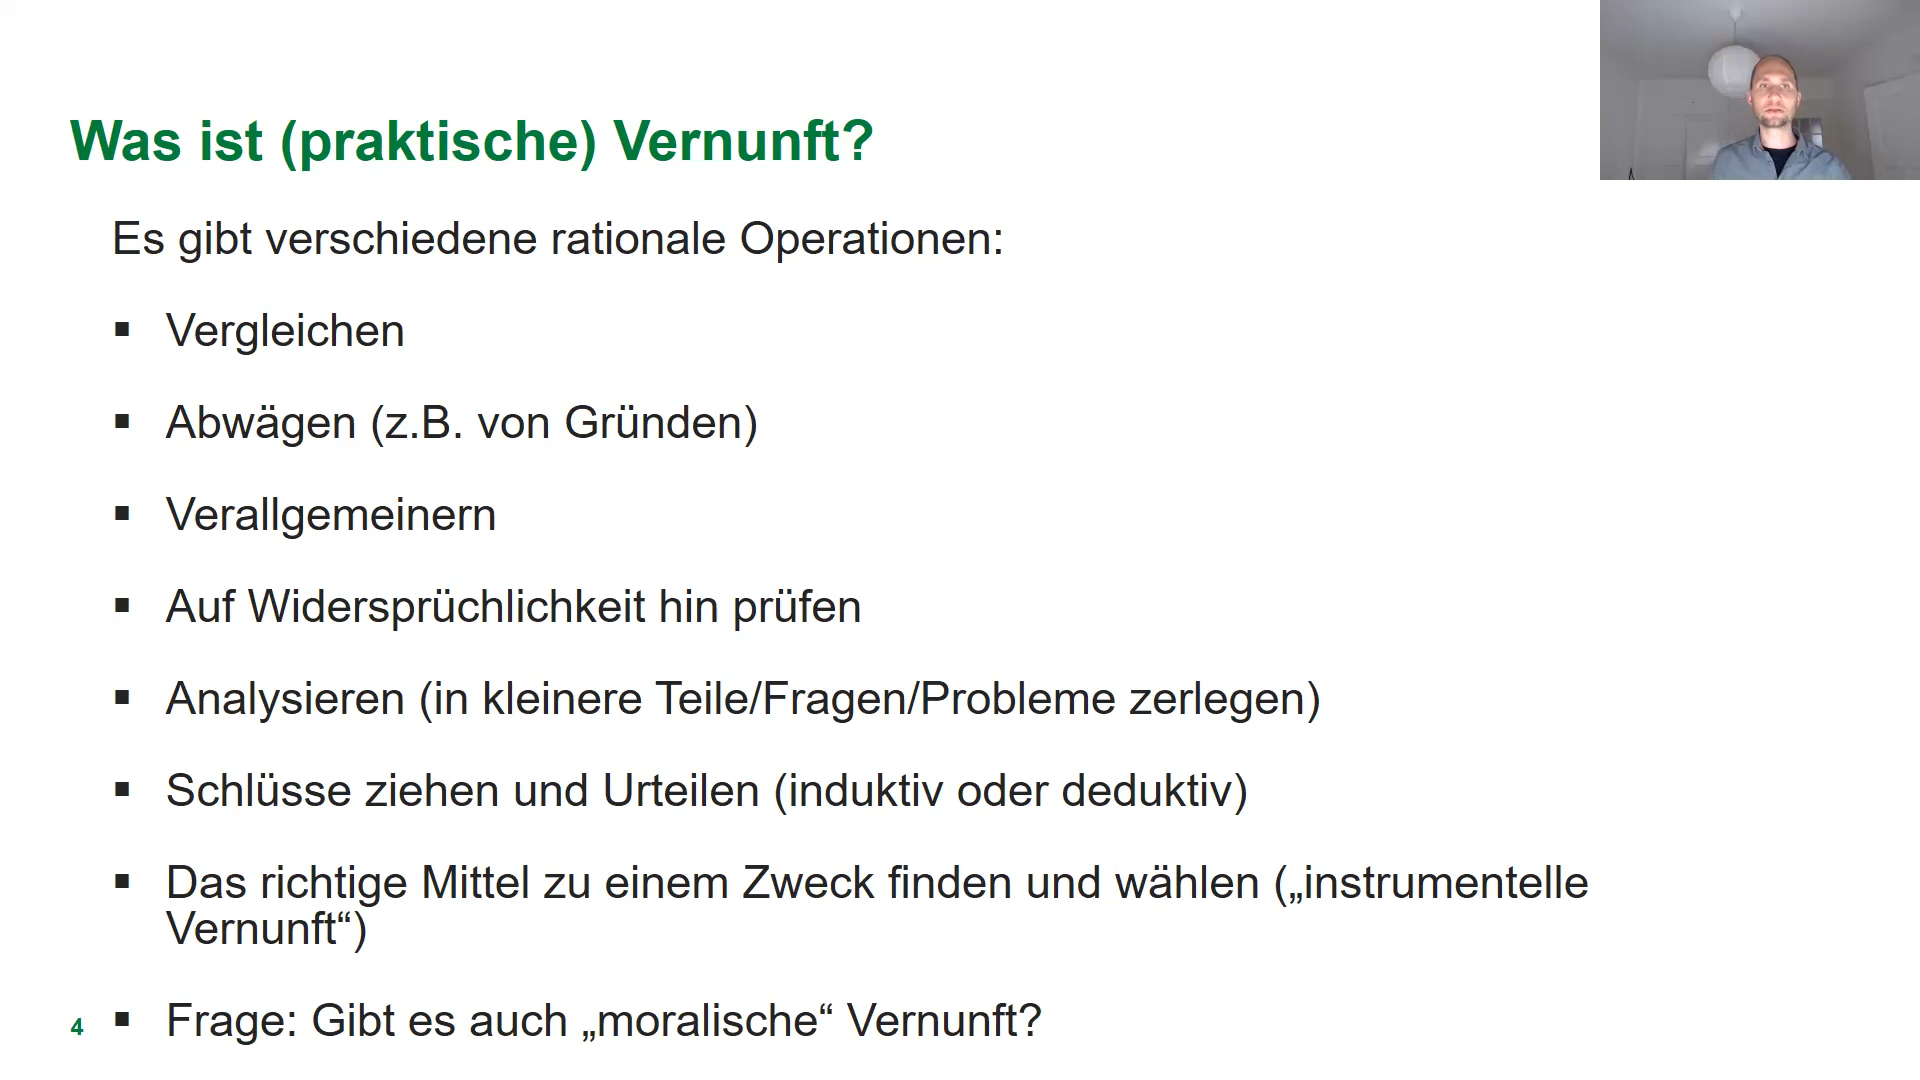 Was ist (praktische) Vernunft?
Es gibt verschiedene rationale Operationen:
▪ Vergleichen
▪ Abwägen (z.B. von Gründen)
▪ Verallgemeinern
▪ Auf Widersprüchlichkeit hin prüfen
▪ Analysieren (in kleinere Teile/Fragen/Probleme zerlegen)
▪ Schlüsse ziehen und Urteilen (induktiv oder deduktiv)
▪ Das richtige Mittel zu einem Zweck finden und wählen („instrumentelle
Vernunft“)
▪ Frage: Gibt es auch „moralische“ Vernunft?
4